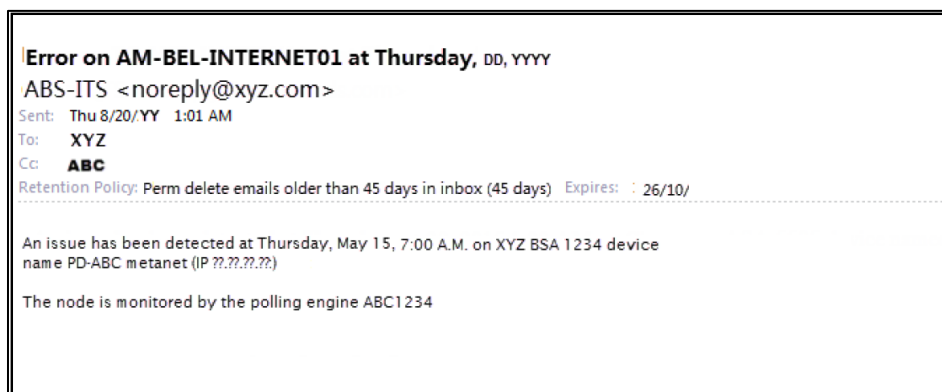 Error on AM-BEL-INTERNET01 at Thursday, DD, YYYY
ABS-ITS <noreply@xyz.com>
Sent: Thu 8/20/YY 1:01 AM
To: XYZ
Cc: ABC
Retention Policy: Perm delete emails older than 45 days in inbox (45 days) Expires: : 26/10/
An issue has been detected at Thursday, May 15, 7:00 A.M. on XYZ BSA 1234 device
name PD-ABC metanet (IP ??.??.??.??:)
The node is monitored by the polling engine ABC1234